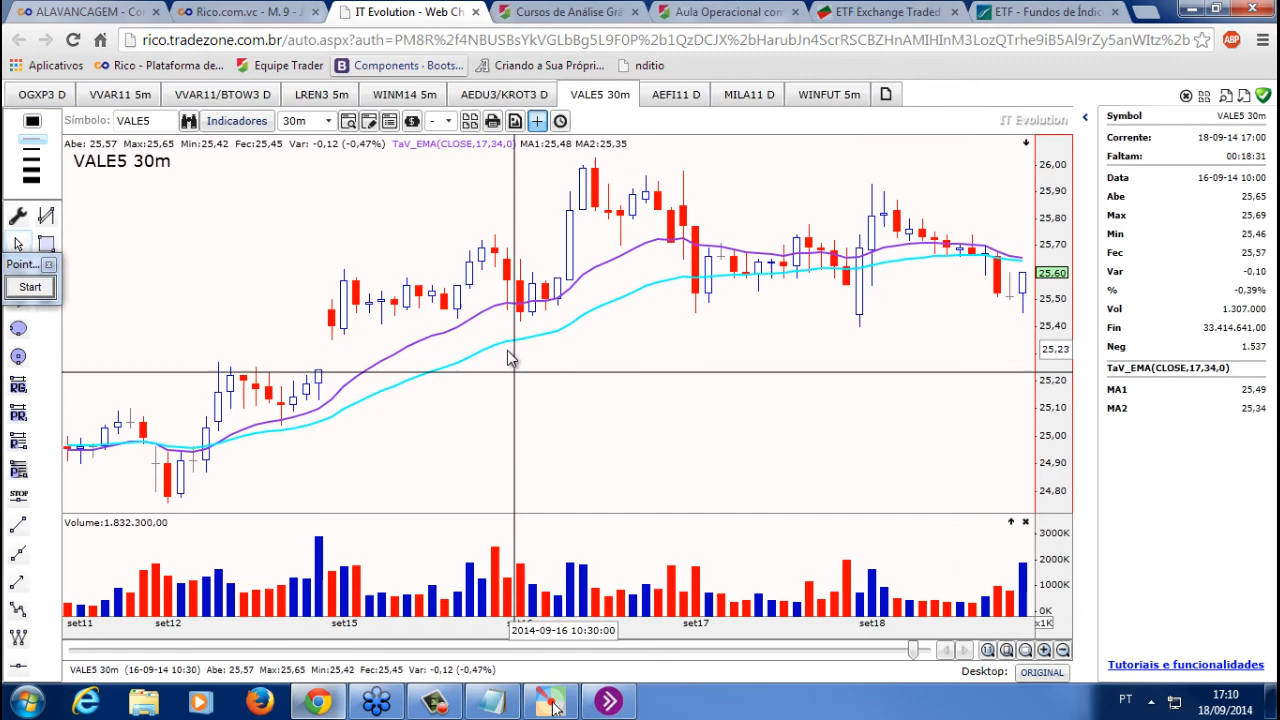 ALAVANCAGEM - Co
Rico.com.vc - M. 9 - J
IT Evolution - Web Ch
Cursos de Análise Grá
Aula Operacional com
ETF Exchange Traded
ETF - Fundos de Índic
rico.tradezone.com.br/auto.aspx?auth=PM8R%2f4NBUSBsYkVGLhBg5L9F0P%2b1QzDCJX%2bHarubJn4ScrRSCBZHnAMIHInM3LozQTrhe9iB5Al9rZy5anWItz%2b
Aplicativos
Rico - Plataforma de...
Equipe Trader
Components · Boots...
Criando a Sua Própri...
nditio
OGXP3 D
VVAR11 5m
VVAR11/BTOW3 D
LREN3 5m
WINM14 5m
AEDU3/KROT3 D
VALE5 30m
AEFI11 D
MILA11 D
WINFUT 5m
Símbolo:
VALE5
Indicadores
30m
-
IT Evolution
Abe: 25,57 Max:25,65 Min:25,42 Fec:25,45 Var: -0,12 (-0,47%) TaV_EMA(CLOSE,17,34,0) MA1:25,48 MA2:25,35
VALE5 30m
26,00
25,90
25,80
25,70
25,60
25,50
25,40
25,23
25,20
25,10
25,00
24,90
24,80
Point...
Start
RG
PR
STOP
Volume:1.832.300,00
3000K
2000K
1000K
0K
x1K
set11
set12
set15
set17
set18
2014-09-16 10:30:00
VALE5 30m (16-09-14 10:30) Abe: 25,57 Max:25,65 Min:25,42 Fec:25,45 Var: -0,12 (-0,47%)
Desktop:
ORIGINAL
Symbol VALE5 30m
Corrente: 18-09-14 17:00
Faltam: 00:18:31
Data 16-09-14 10:00
Abe 25,65
Max 25,69
Min 25,46
Fec 25,57
Var -0,10
% -0,39%
Vol 1.307.000
Fin 33.414.641,00
Neg 1.537
TaV_EMA(CLOSE,17,34,0)
MA1 25,49
MA2 25,34
Tutoriais e funcionalidades
PT
17:10
18/09/2014